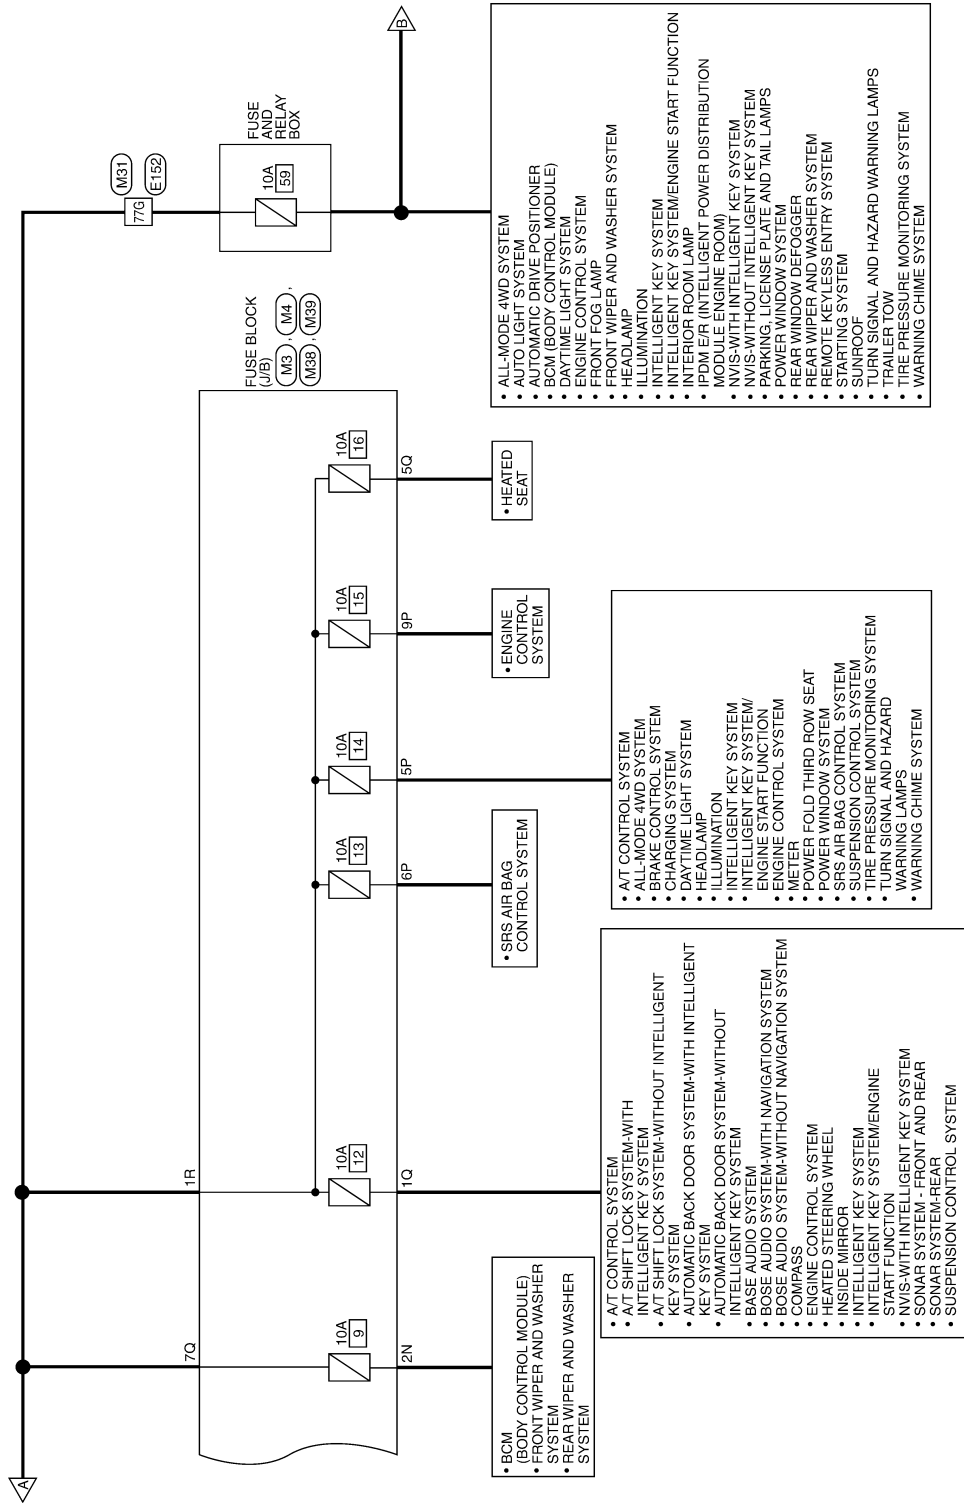 A
7Q
1R
77G
M31
E152
B
FUSE BLOCK
(J/B)
M3 , M4 ,
M38 , M39
FUSE
AND
RELAY
BOX
10A
9
10A
12
10A
13
10A
14
10A
15
10A
16
10A
59
2N
1Q
6P
5P
9P
5Q
• BCM
(BODY CONTROL MODULE)
• FRONT WIPER AND WASHER
SYSTEM
• REAR WIPER AND WASHER
SYSTEM
• A/T CONTROL SYSTEM
• A/T SHIFT LOCK SYSTEM-WITH
INTELLIGENT KEY SYSTEM
• A/T SHIFT LOCK SYSTEM-WITHOUT INTELLIGENT
KEY SYSTEM
• AUTOMATIC BACK DOOR SYSTEM-WITH INTELLIGENT
KEY SYSTEM
• AUTOMATIC BACK DOOR SYSTEM-WITHOUT
INTELLIGENT KEY SYSTEM
• BASE AUDIO SYSTEM
• BOSE AUDIO SYSTEM-WITH NAVIGATION SYSTEM
• BOSE AUDIO SYSTEM-WITHOUT NAVIGATION SYSTEM
• COMPASS
• ENGINE CONTROL SYSTEM
• HEATED STEERING WHEEL
• INSIDE MIRROR
• INTELLIGENT KEY SYSTEM
• INTELLIGENT KEY SYSTEM/ENGINE
START FUNCTION
• NVIS-WITH INTELLIGENT KEY SYSTEM
• SONAR SYSTEM - FRONT AND REAR
• SONAR SYSTEM-REAR
• SUSPENSION CONTROL SYSTEM
• SRS AIR BAG
CONTROL SYSTEM
• A/T CONTROL SYSTEM
• ALL-MODE 4WD SYSTEM
• BRAKE CONTROL SYSTEM
• CHARGING SYSTEM
• DAYTIME LIGHT SYSTEM
• HEADLAMP
• ILLUMINATION
• INTELLIGENT KEY SYSTEM
• INTELLIGENT KEY SYSTEM/
ENGINE START FUNCTION
• ENGINE CONTROL SYSTEM
• METER
• POWER FOLD THIRD ROW SEAT
• POWER WINDOW SYSTEM
• SRS AIR BAG CONTROL SYSTEM
• SUSPENSION CONTROL SYSTEM
• TIRE PRESSURE MONITORING SYSTEM
• TURN SIGNAL AND HAZARD
WARNING LAMPS
• WARNING CHIME SYSTEM
• ENGINE
CONTROL
SYSTEM
• HEATED
SEAT
• ALL-MODE 4WD SYSTEM
• AUTO LIGHT SYSTEM
• AUTOMATIC DRIVE POSITIONER
• BCM (BODY CONTROL MODULE)
• DAYTIME LIGHT SYSTEM
• ENGINE CONTROL SYSTEM
• FRONT FOG LAMP
• FRONT WIPER AND WASHER SYSTEM
• HEADLAMP
• ILLUMINATION
• INTELLIGENT KEY SYSTEM
• INTELLIGENT KEY SYSTEM/ENGINE START FUNCTION
• INTERIOR ROOM LAMP
• IPDM E/R (INTELLIGENT POWER DISTRIBUTION
MODULE ENGINE ROOM)
• NVIS-WITH INTELLIGENT KEY SYSTEM
• NVIS-WITHOUT INTELLIGENT KEY SYSTEM
• PARKING, LICENSE PLATE AND TAIL LAMPS
• POWER WINDOW SYSTEM
• REAR WINDOW DEFOGGER
• REAR WIPER AND WASHER SYSTEM
• REMOTE KEYLESS ENTRY SYSTEM
• STARTING SYSTEM
• SUNROOF
• TURN SIGNAL AND HAZARD WARNING LAMPS
• TRAILER TOW
• TIRE PRESSURE MONITORING SYSTEM
• WARNING CHIME SYSTEM